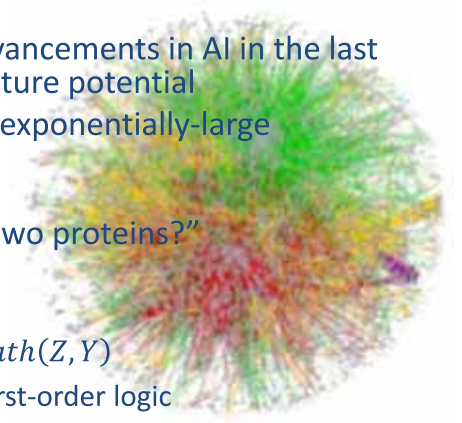 vancements in AI in the last
ture potential
exponentially-large
wo proteins?”
ath(Z, Y)
rst-order logic